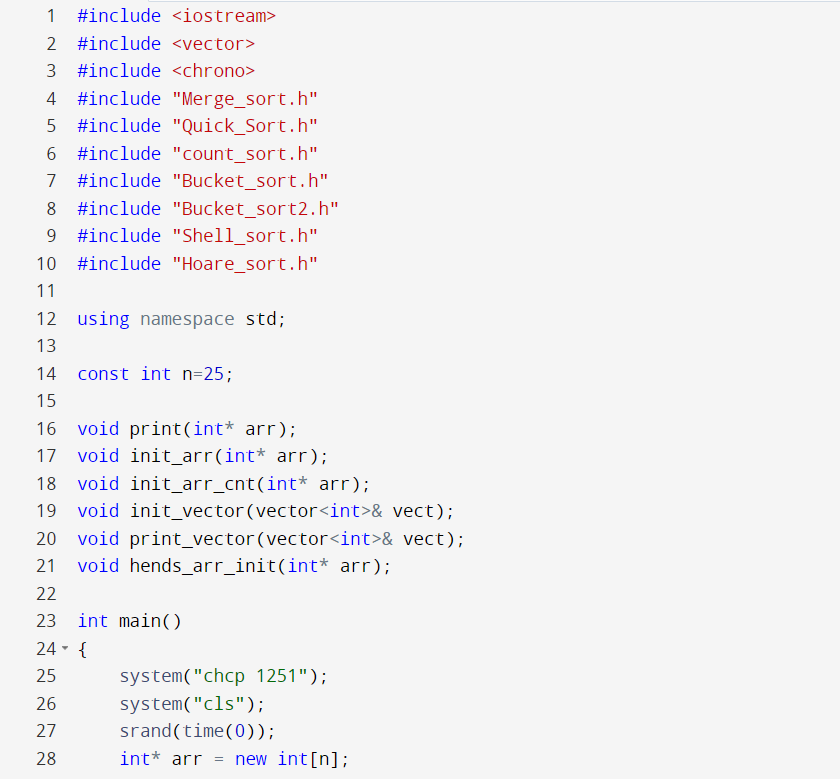 1 #include <iostream>
2 #include <vector>
3 #include <chrono>
4 #include "Merge_sort.h"
5 #include "Quick_Sort.h"
6 #include "count_sort.h"
7 #include "Bucket_sort.h"
8 #include "Bucket_sort2.h"
9 #include "Shell_sort.h"
10 #include "Hoare_sort.h"
11
12 using namespace std;
13
14 const int n=25;
15
16 void print(int* arr);
17 void init_arr(int* arr);
18 void init_arr_cnt(int* arr);
19 void init_vector(vector<int>& vect);
20 void print_vector(vector<int>& vect);
21 void hends_arr_init(int* arr);
22
23 int main()
24 {
25     system("chcp 1251");
26     system("cls");
27     srand(time(0));
28     int* arr = new int[n];